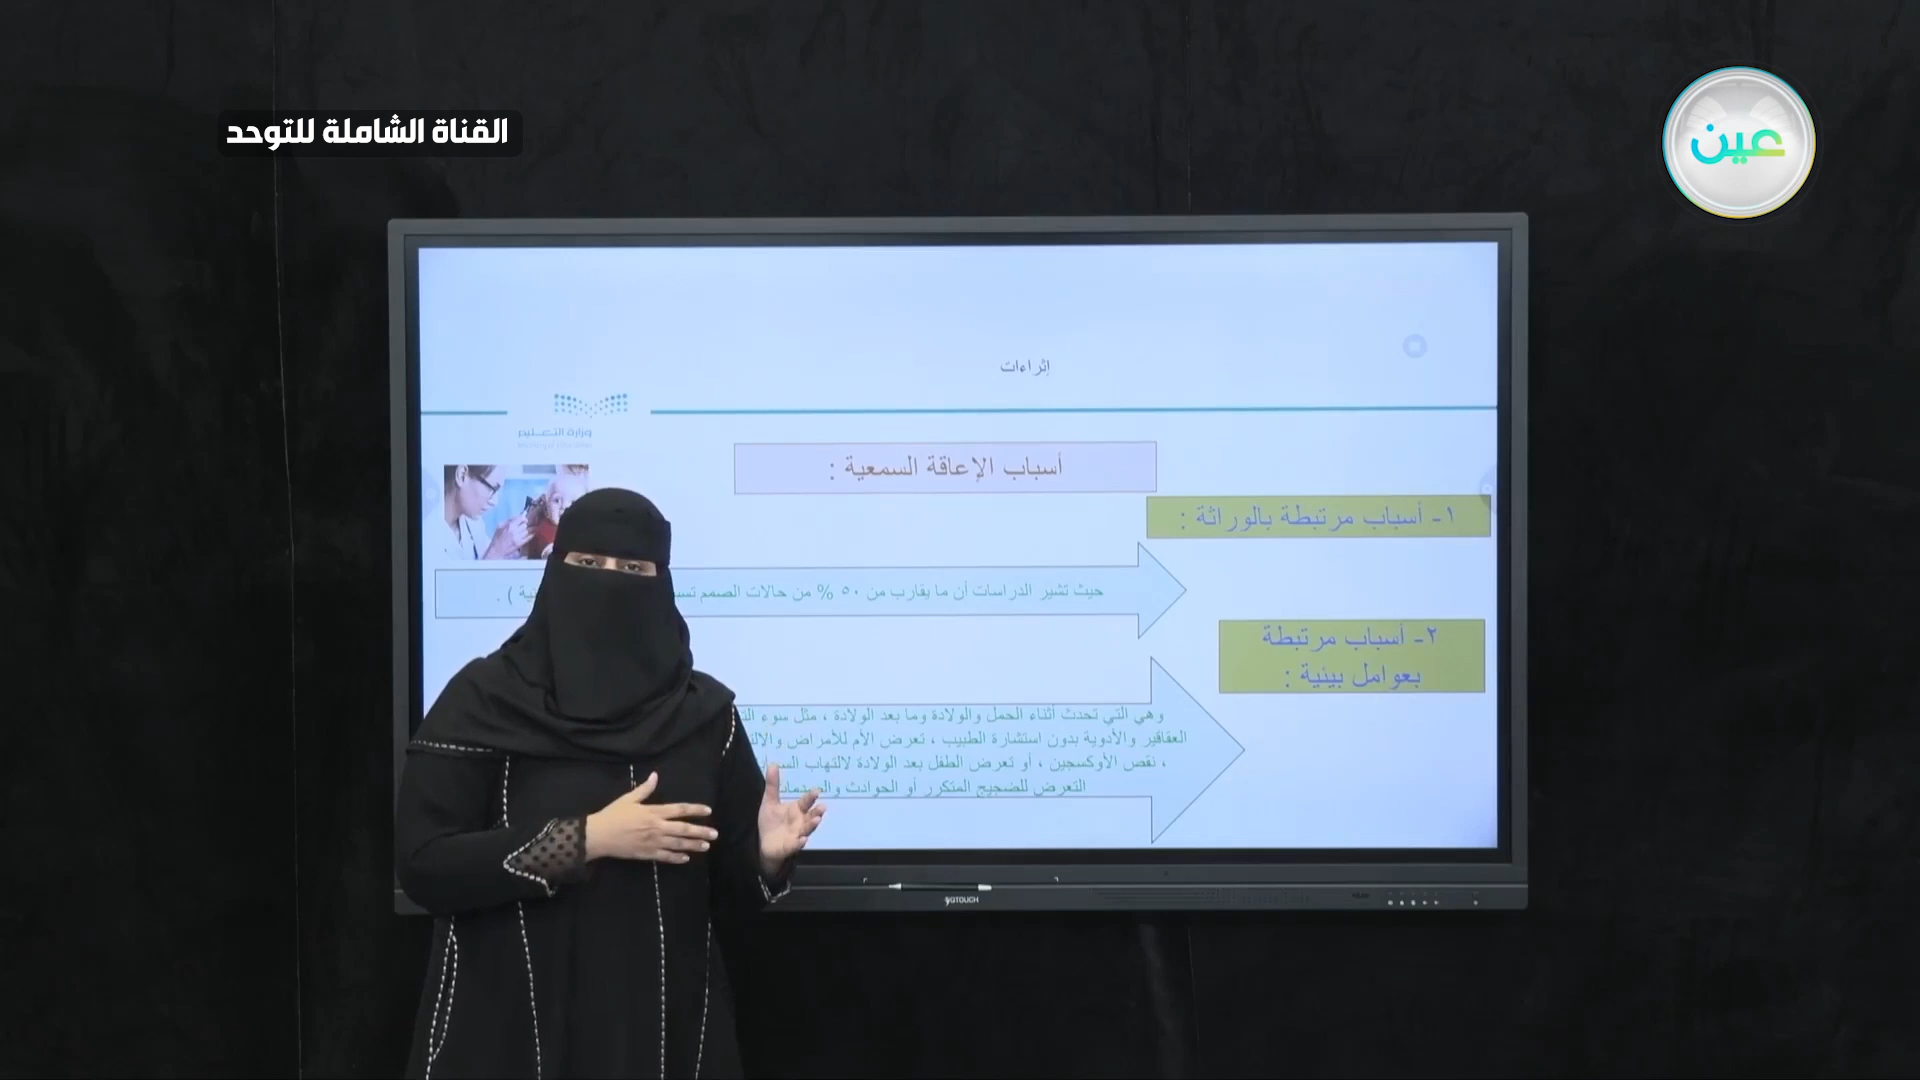 القناة الشاملة للتوحد
عين
إثراءات
وزارة التعليم
أسباب الإعاقة السمعية :
١- أسباب مرتبطة بالوراثة :
حيث تشير الدراسات أن ما يقارب من ٥٠ % من حالات الصمم ) .
٢- أسباب مرتبطة
بعوامل بيئية :
وهي التي تحدث أثناء الحمل والولادة وما بعد الولادة ، مثل سوء
العقاقير والأدوية بدون استشارة الطبيب ، تعرض الأم للأمراض
، نقص الأوكسجين ، أو تعرض الطفل بعد الولادة لالتهاب
التعرض للضجيج المتكرر أو الحوادث